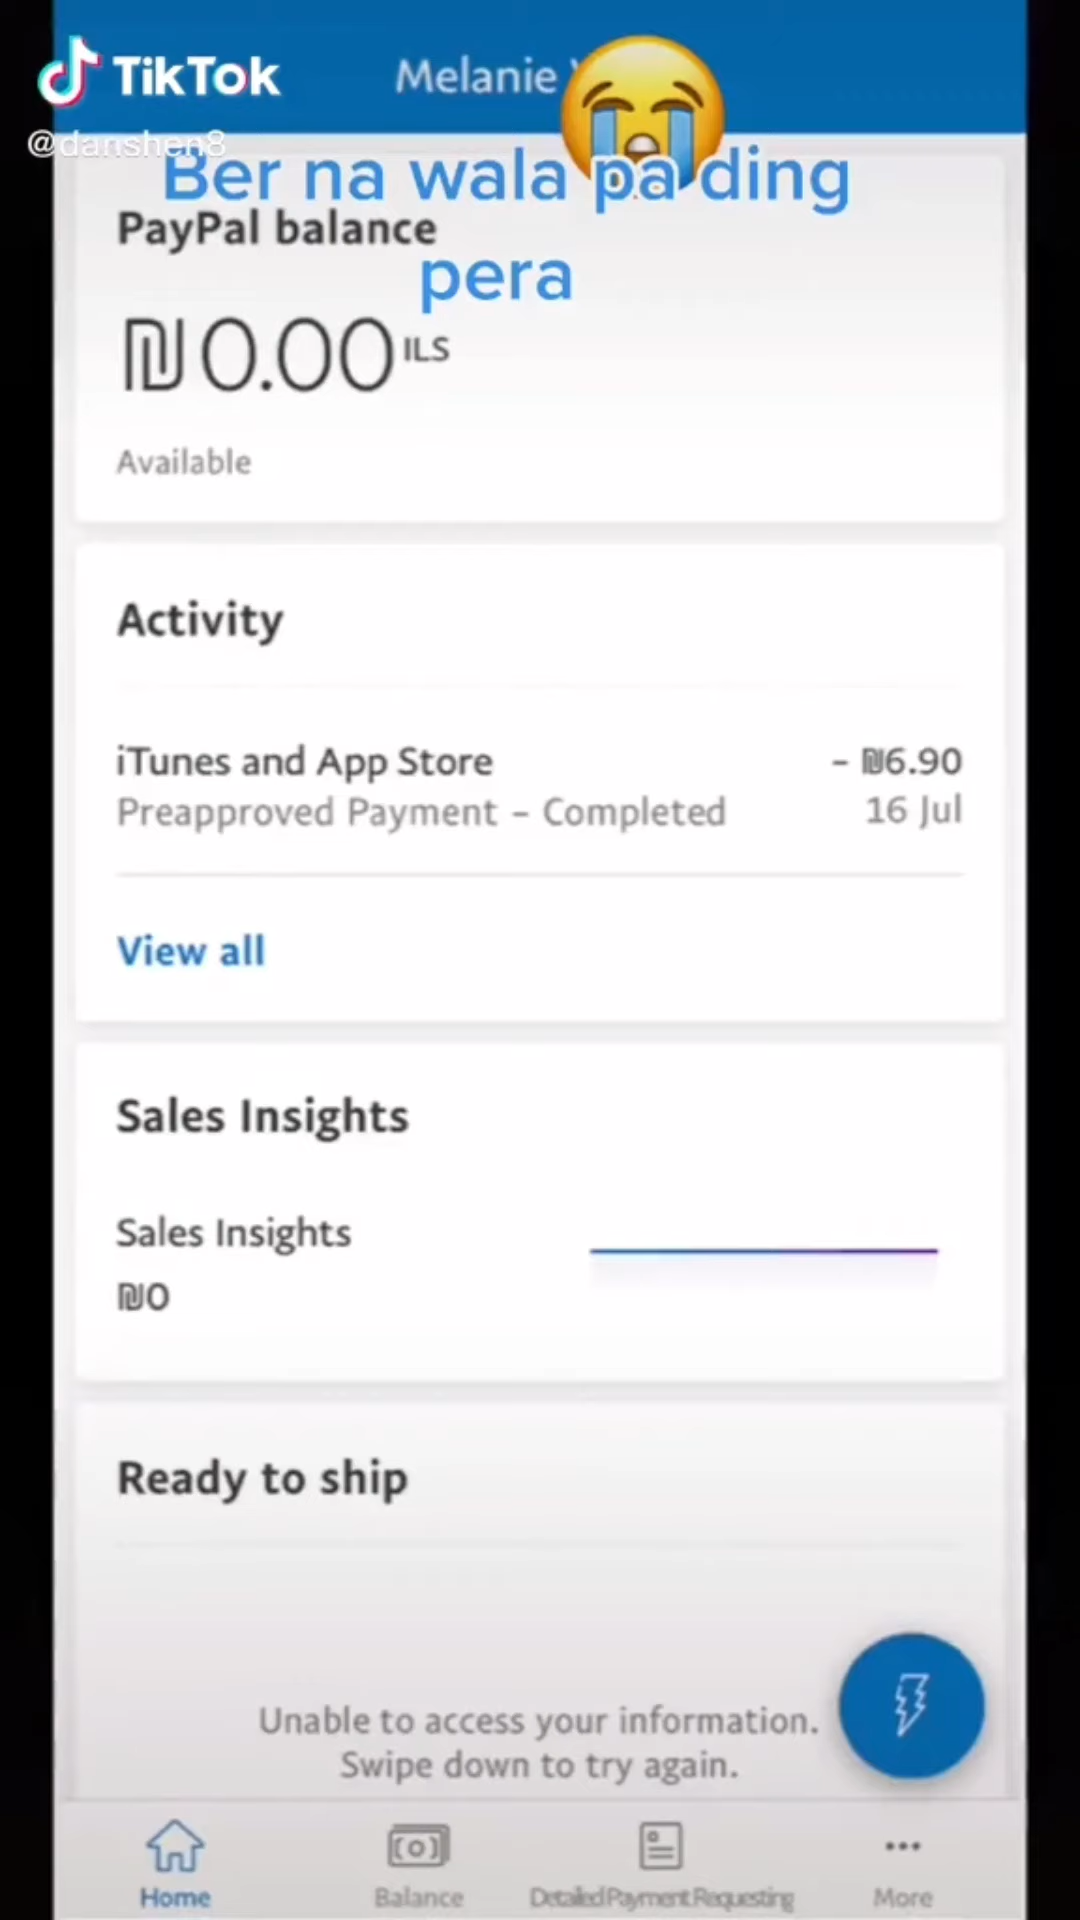 TikTok
@danshen8
Melanie
Ber na wala pa ding
pera
PayPal balance
₪0.00 ILS
Available
Activity
iTunes and App Store - ₪6.90
Preapproved Payment - Completed 16 Jul
View all
Sales Insights
Sales Insights
₪0
Ready to ship
Unable to access your information.
Swipe down to try again.
Home Balance Detailed Payment Requesting More